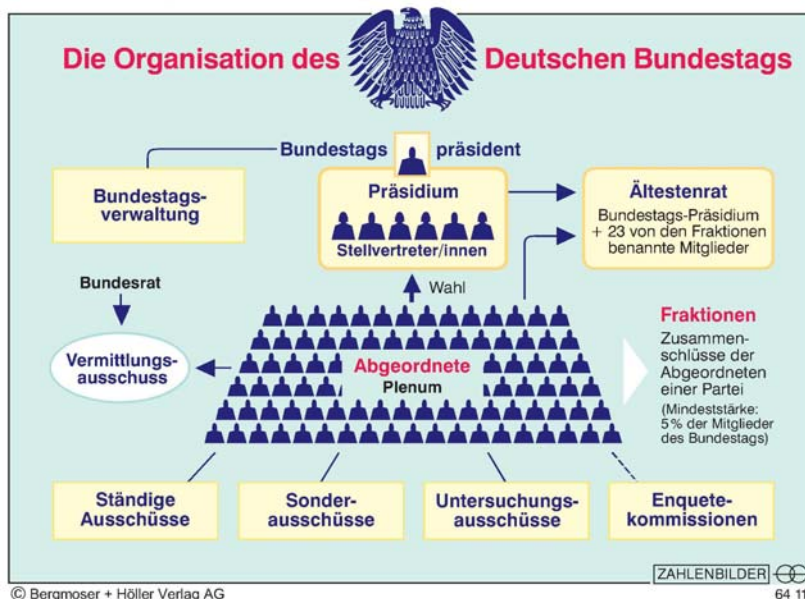 Die Organisation des Deutschen Bundestags
Bundestags präsident
Bundestags-
verwaltung
Präsidium
Stellvertreter/innen
Ältestenrat
Bundestags-Präsidium
+ 23 von den Fraktionen
benannte Mitglieder
Wahl
Bundesrat
Vermittlungs-
ausschuss
Abgeordnete
Plenum
Fraktionen
Zusammen-
schlüsse der
Abgeordneten
einer Partei
(Mindeststärke:
5 % der Mitglieder
des Bundestags)
Ständige
Ausschüsse
Sonder-
ausschüsse
Untersuchungs-
ausschüsse
Enquete-
kommissionen
ZAHLENBILDER
© Bergmoser + Höller Verlag AG
64 11